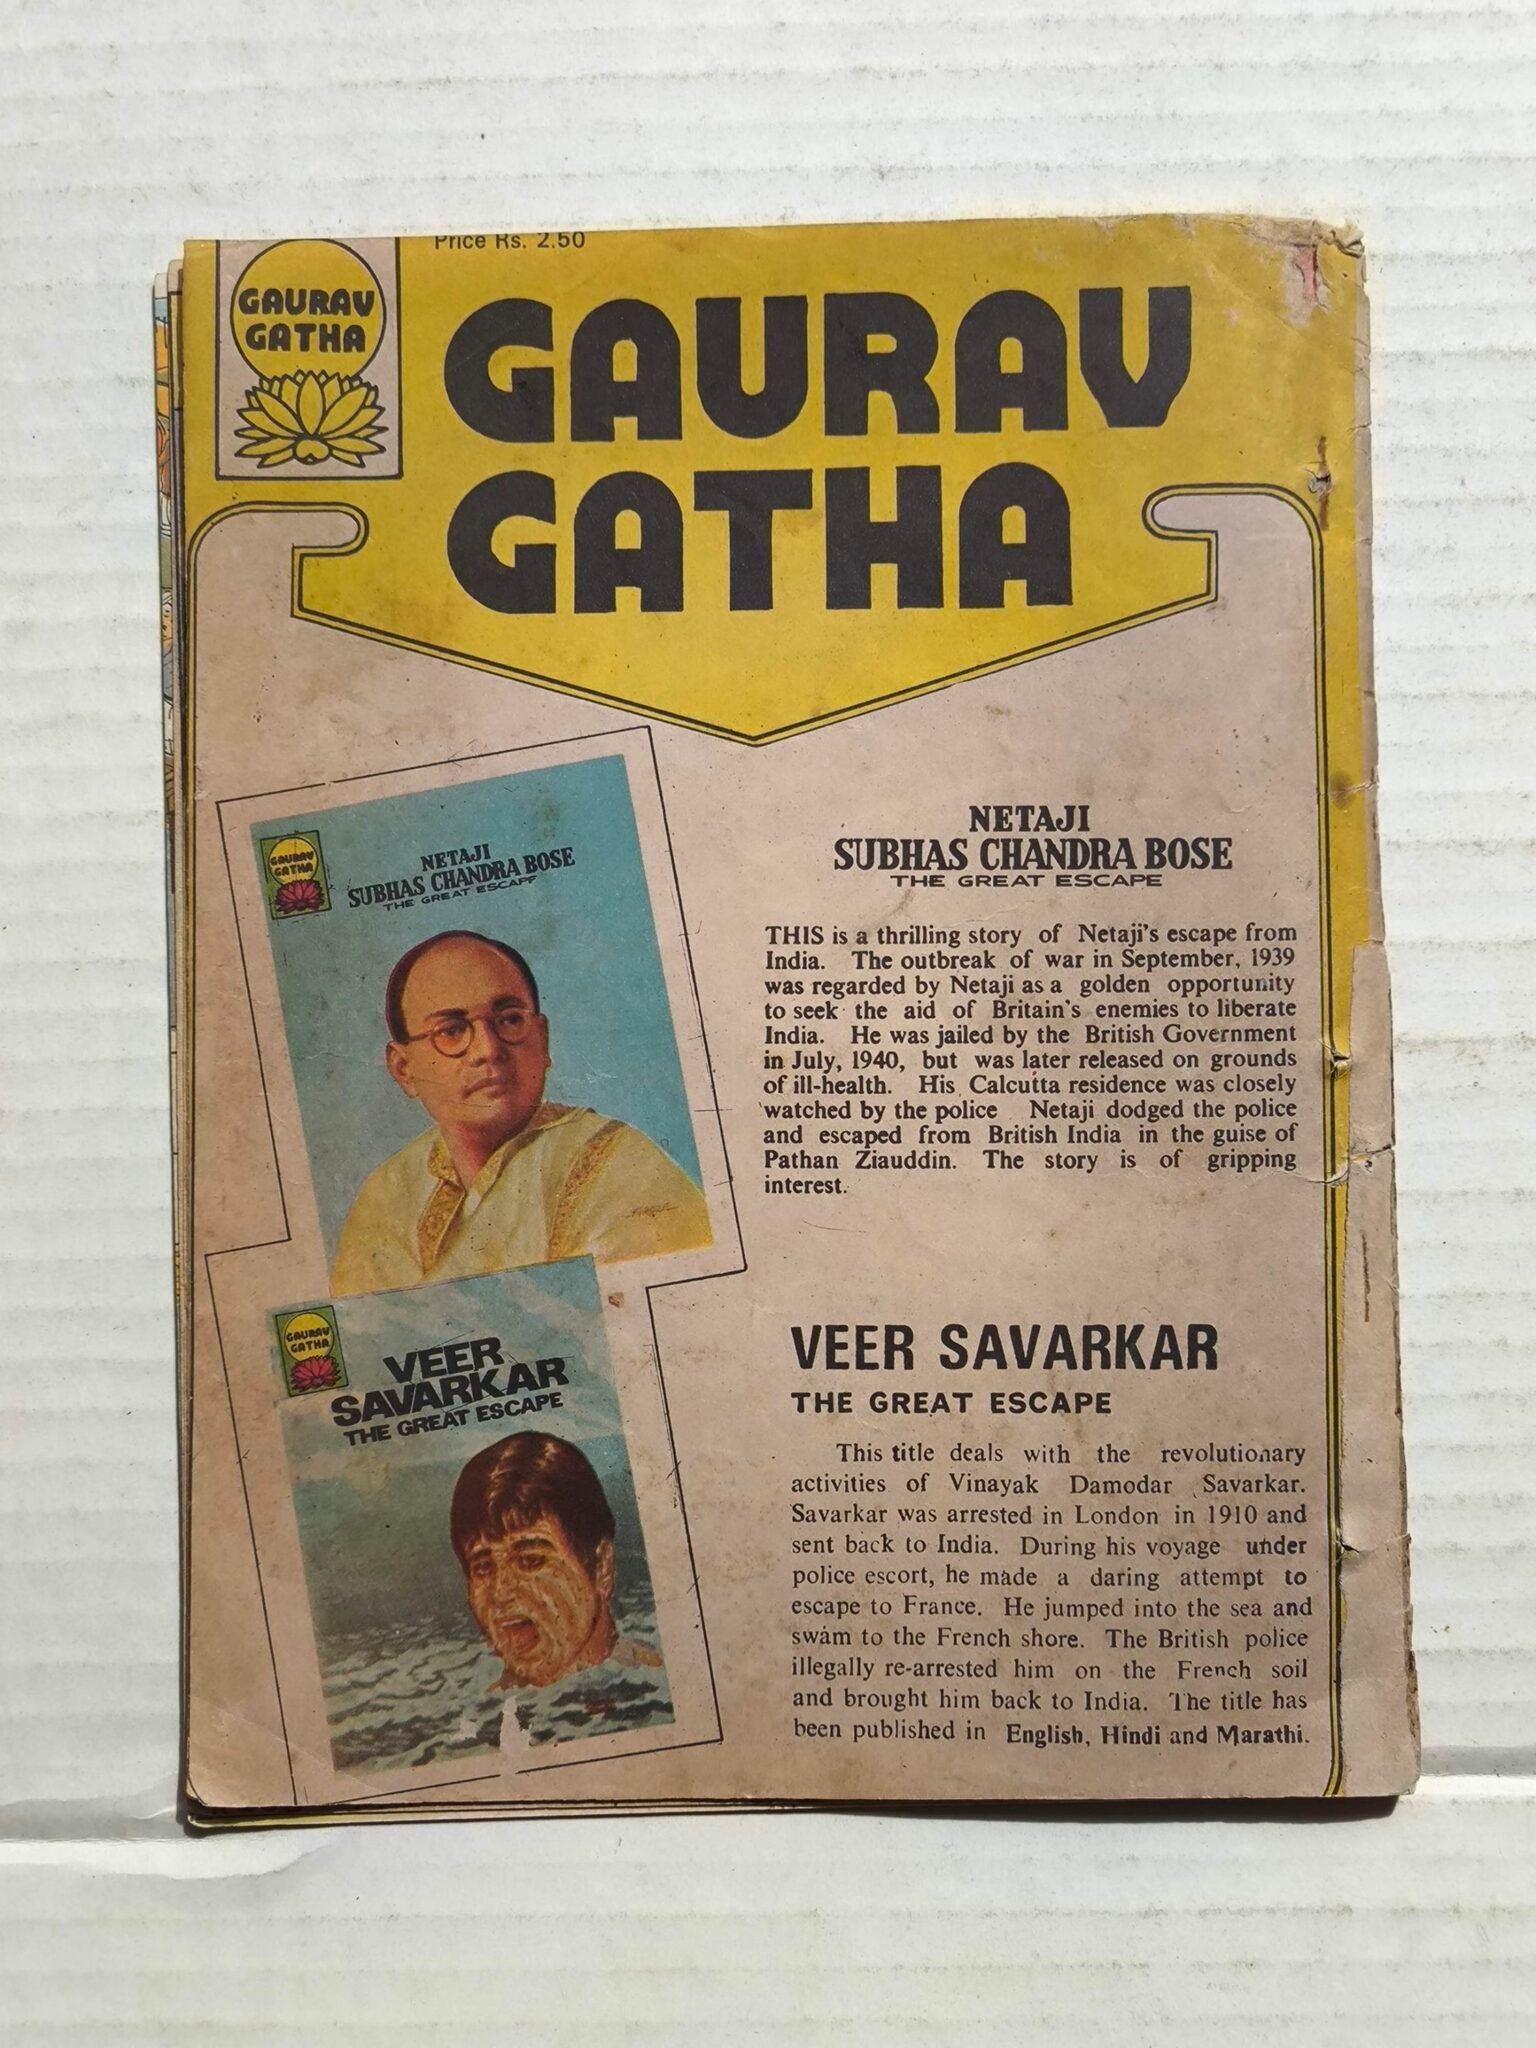 Price Rs. 2.50
GAURAV
GATHA
GAURAV
GATHA
GAURAV
GATHA
NETAJI
SUBHAS CHANDRA BOSE
THE GREAT ESCAPE
NETAJI
SUBHAS CHANDRA BOSE
THE GREAT ESCAPE
THIS is a thrilling story of Netaji's escape from
India. The outbreak of war in September, 1939
was regarded by Netaji as a golden opportunity
to seek the aid of Britain's enemies to liberate
India. He was jailed by the British Government
in July, 1940, but was later released on grounds
of ill-health. His Calcutta residence was closely
watched by the police Netaji dodged the police
and escaped from British India in the guise of
Pathan Ziauddin. The story is of gripping
interest.
GAURAV
GATHA
VEER
SAVARKAR
THE GREAT ESCAPE
VEER SAVARKAR
THE GREAT ESCAPE
This title deals with the revolutionary
activities of Vinayak Damodar Savarkar.
Savarkar was arrested in London in 1910 and
sent back to India. During his voyage under
police escort, he made a daring attempt to
escape to France. He jumped into the sea and
swam to the French shore. The British police
illegally re-arrested him on the French soil
and brought him back to India. The title has
been published in English, Hindi and Marathi.